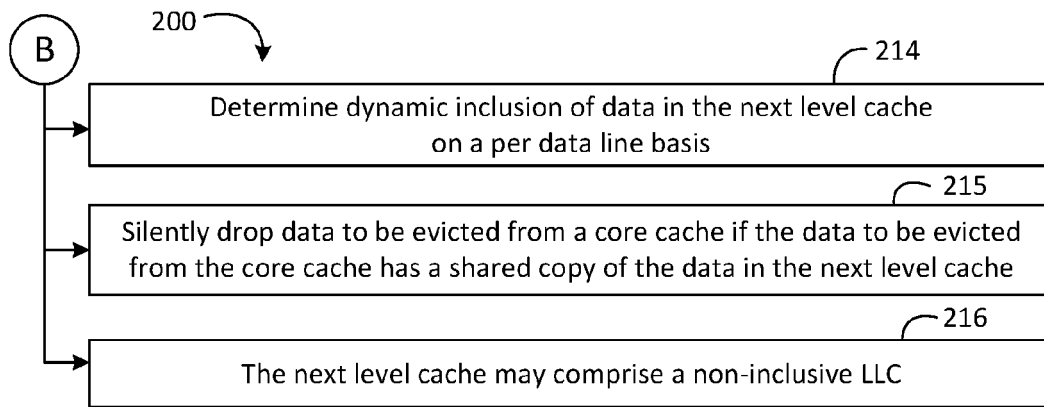 200
B
214
Determine dynamic inclusion of data in the next level cache
on a per data line basis
215
Silently drop data to be evicted from a core cache if the data to be evicted
from the core cache has a shared copy of the data in the next level cache
216
The next level cache may comprise a non-inclusive LLC